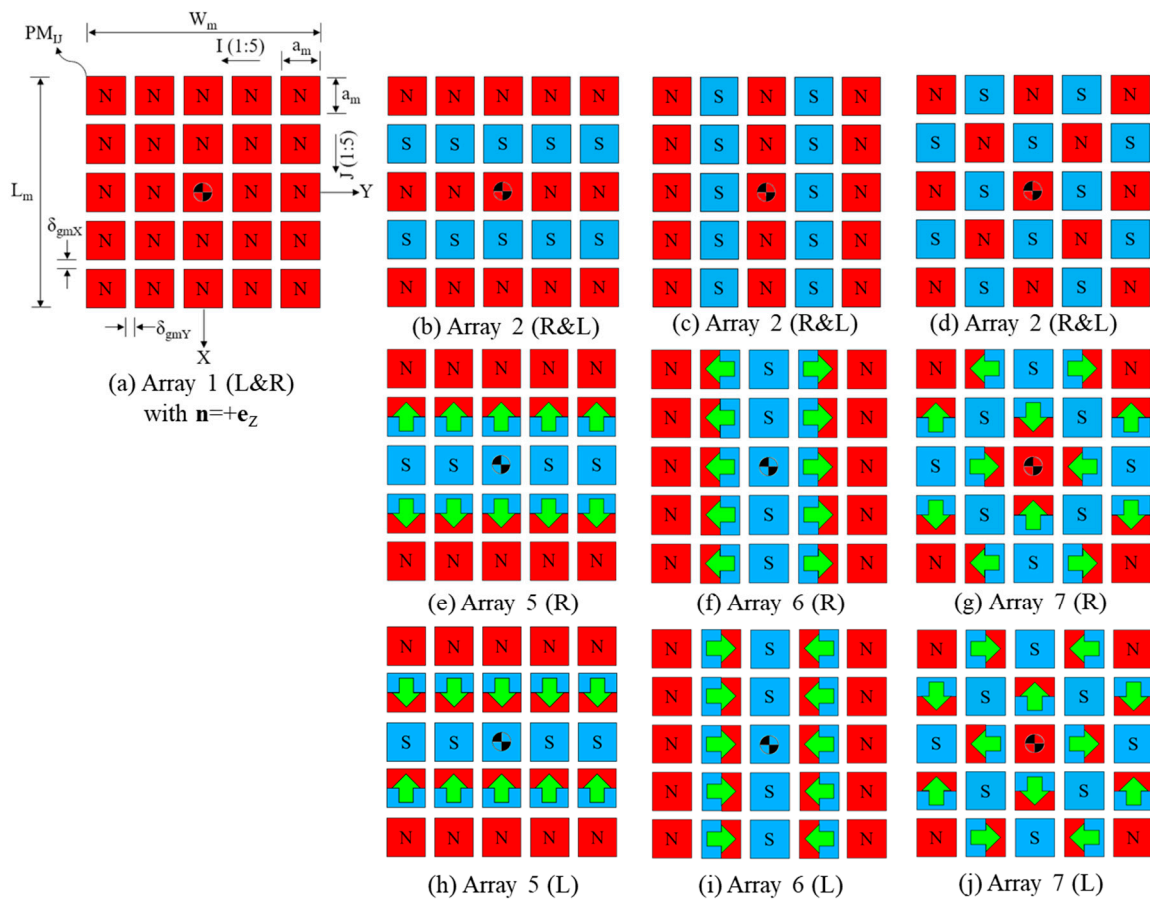 W_m
PM_IJ
I (1:5)
a_m
N N N N N
a_m
N N N N N
J (1:5)
L_m
N N N N
Y
δ_gmX
N N N N N
N N N N N
δ_gmY
X
(a) Array 1 (L&R)
with n=+e_Z
N N N N N
S S S S S
N N N N
S S S S S
N N N N N
(b) Array 2 (R&L)
N S N S N
N S N S N
N S S N
N S N S N
N S N S N
(c) Array 2 (R&L)
N S N S N
S N S N S
N S S N
S N S N S
N S N S N
(d) Array 2 (R&L)
N N N N N
S S S S
N N N N N
(e) Array 5 (R)
N S N
N S N
N N
N S N
N S N
(f) Array 6 (R)
N S N
S S
S S
S S
N S N
(g) Array 7 (R)
N N N N N
S S S S
N N N N N
(h) Array 5 (L)
N S N
N S N
N N
N S N
N S N
(i) Array 6 (L)
N S N
S S
S S
S S
N S N
(j) Array 7 (L)